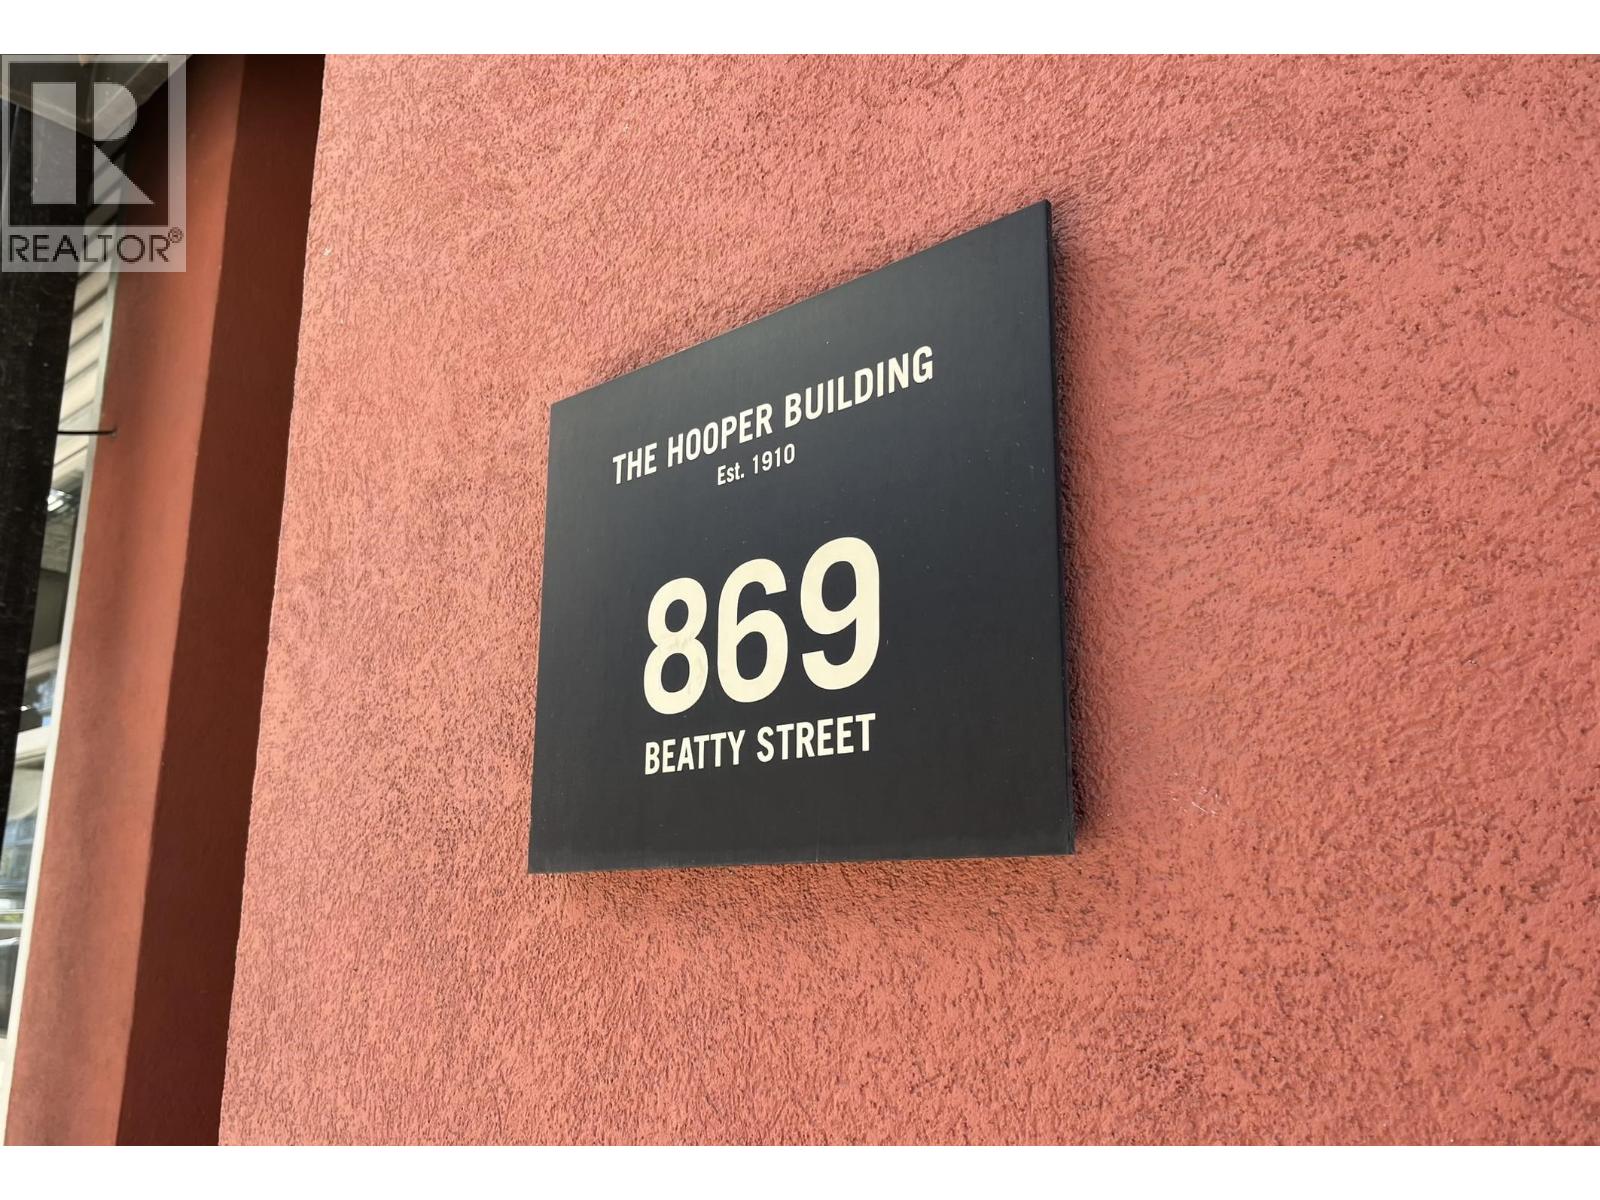 REALTOR®
THE HOOPER BUILDING
Est. 1910
869
BEATTY STREET